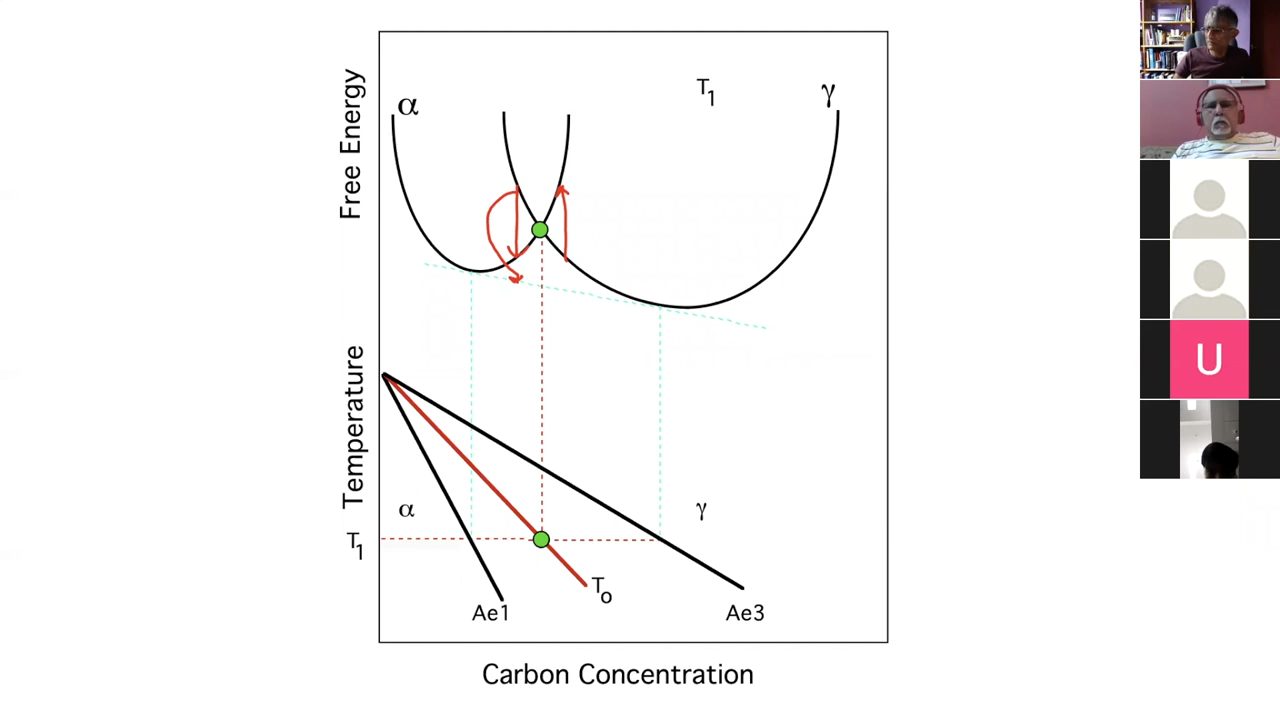 Free Energy
α
T1
γ
Temperature
α
γ
T1
To
Ae1
Ae3
Carbon Concentration
U